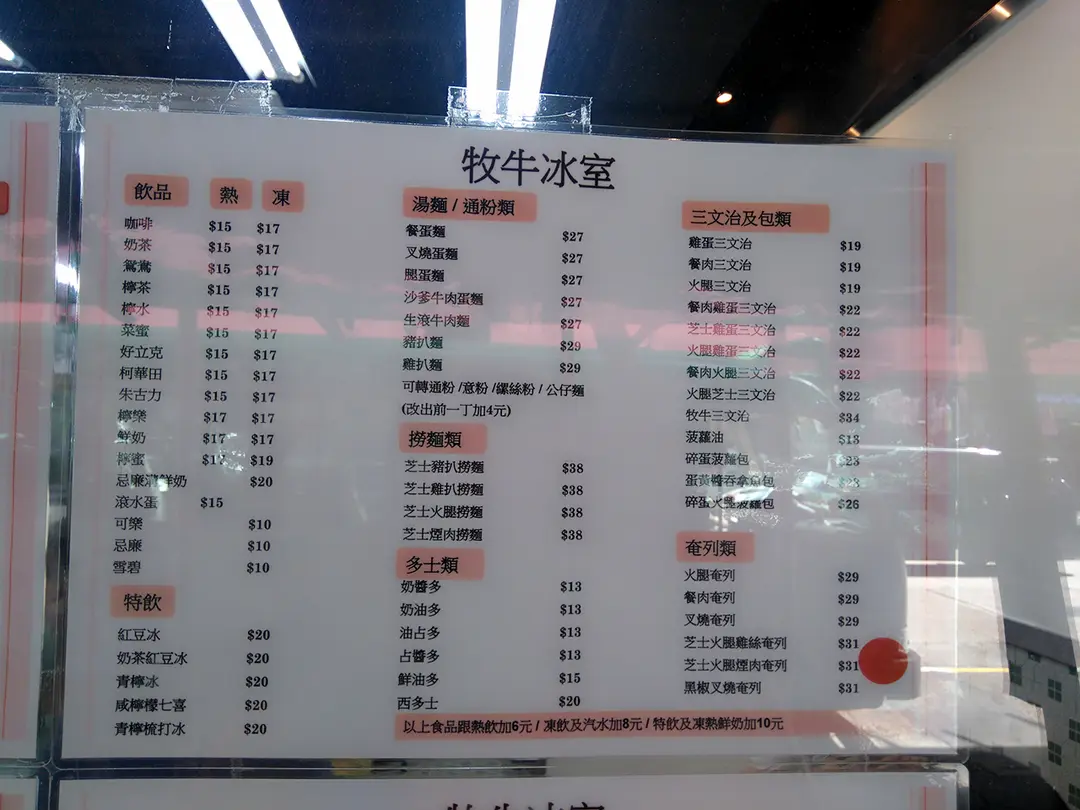 牧牛冰室
飲品 熱 凍
咖啡 $15 $17
奶茶 $15 $17
鴛鴦 $15 $17
檸茶 $15 $17
檸水 $15 $17
菜蜜 $15 $17
好立克 $15 $17
柯華田 $15 $17
朱古力 $15 $17
檸樂 $17 $17
鮮奶 $17 $17
檸蜜 $17 $19
忌廉溝鮮奶 $20
滾水蛋 $15
可樂 $10
忌廉 $10
雪碧 $10
特飲
紅豆冰 $20
奶茶紅豆冰 $20
青檸冰 $20
咸檸檬七喜 $20
青檸梳打冰 $20
湯麵 / 通粉類
餐蛋麵 $27
叉燒蛋麵 $27
腿蛋麵 $27
沙爹牛肉蛋麵 $27
生滾牛肉麵 $27
豬扒麵 $29
雞扒麵 $29
可轉通粉 /意粉 /螺絲粉 / 公仔麵
(改出前一丁加4元)
撈麵類
芝士豬扒撈麵 $38
芝士雞扒撈麵 $38
芝士火腿撈麵 $38
芝士煙肉撈麵 $38
多士類
奶醬多 $13
奶油多 $13
油占多 $13
占醬多 $13
鮮油多 $15
西多士 $20
三文治及包類
雞蛋三文治 $19
餐肉三文治 $19
火腿三文治 $19
餐肉雞蛋三文治 $22
芝士雞蛋三文治 $22
火腿雞蛋三文治 $22
餐肉火腿三文治 $22
火腿芝士三文治 $22
牧牛三文治 $34
菠蘿油 $13
碎蛋菠蘿包 $23
蛋黃醬吞拿魚包 $23
碎蛋火腿菠蘿包 $26
奄列類
火腿奄列 $29
餐肉奄列 $29
叉燒奄列 $29
芝士火腿雞絲奄列 $31
芝士火腿煙肉奄列 $31
黑椒叉燒奄列 $31
以上食品跟熱飲加6元 / 凍飲及汽水加8元 / 特飲及凍熱鮮奶加10元